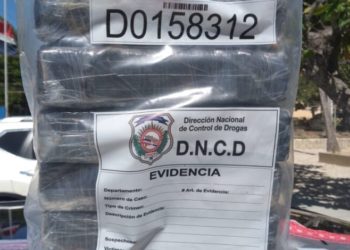 D0158312
Dirección Nacional
de Control de Drogas
D.N.C.D
EVIDENCIA
Departamento:
# Art. de Evidencia:
Número de Caso:
Tipo de Crimen:
Descripción de Evidencia:
Sospechoso: